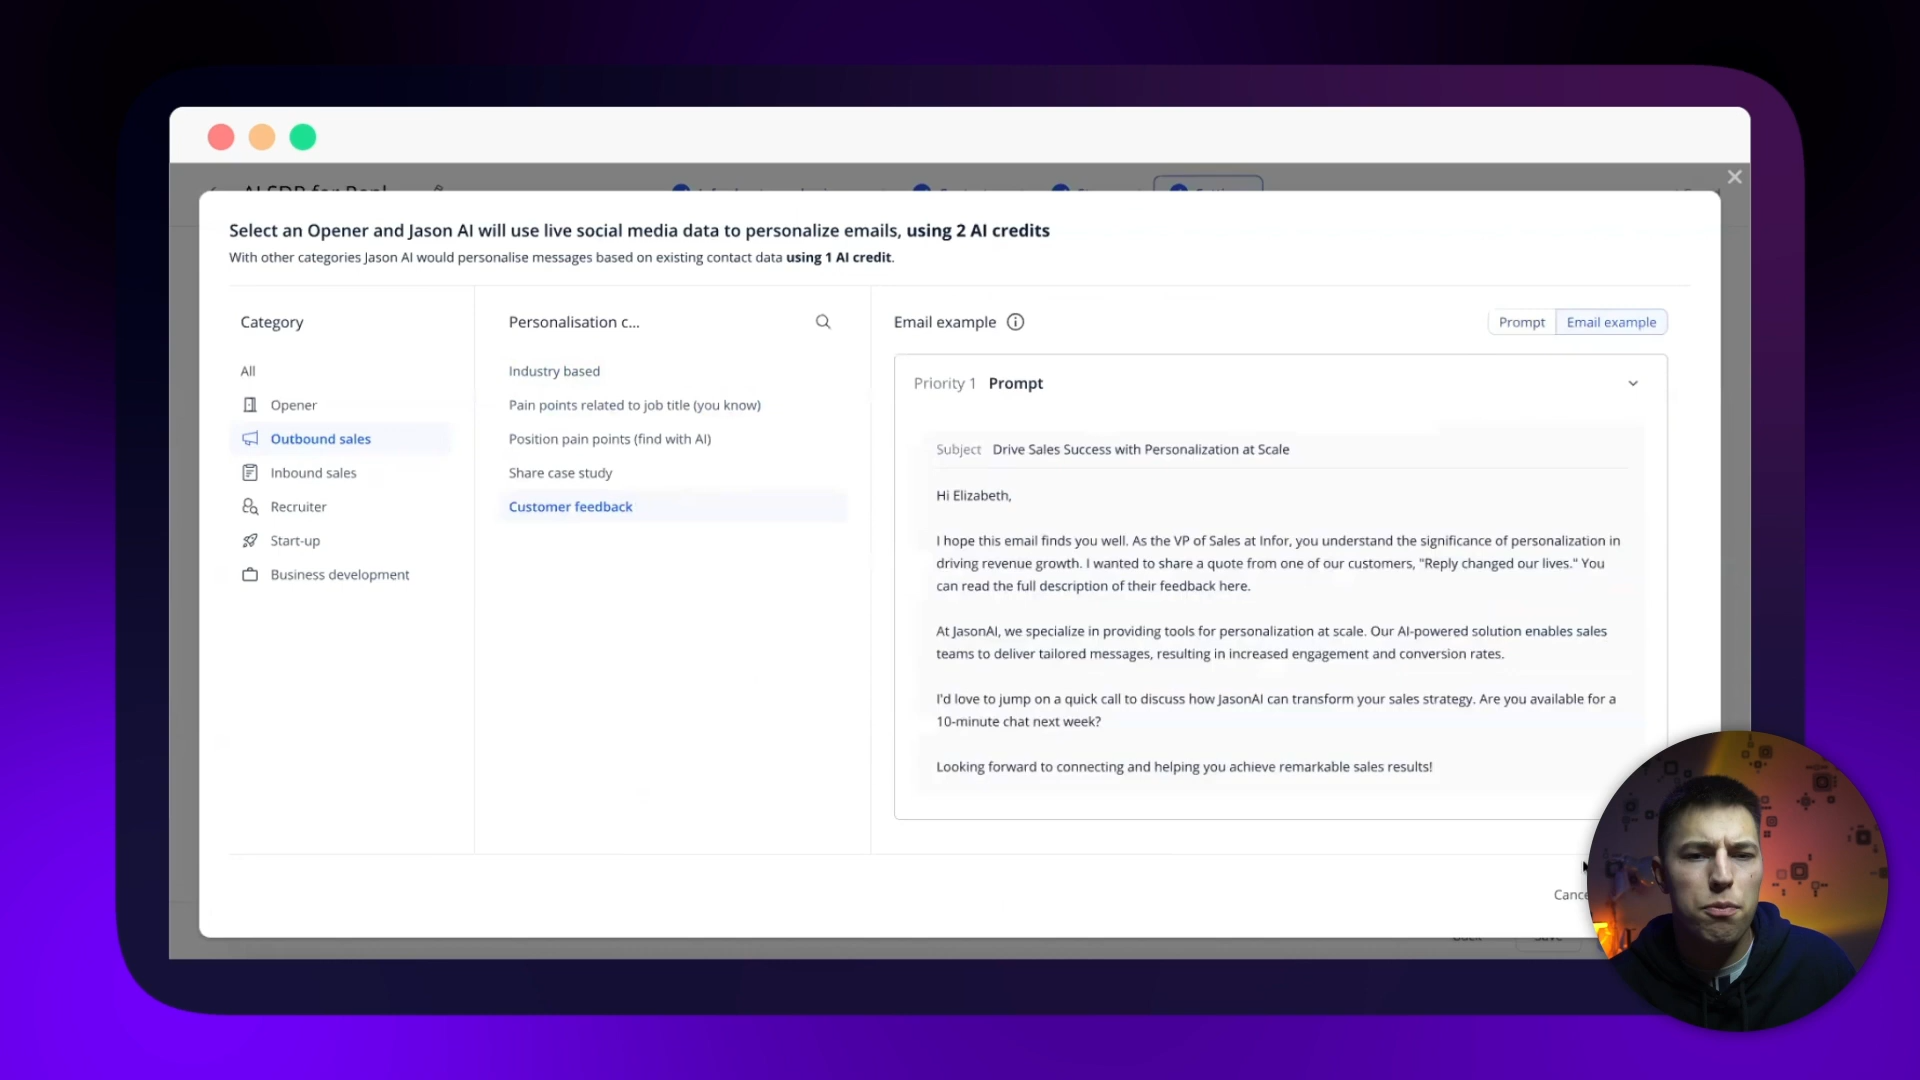 AI SDR for Repl
Select an Opener and Jason AI will use live social media data to personalize emails, using 2 AI credits
With other categories Jason AI would personalise messages based on existing contact data using 1 AI credit.
Category
All
Opener
Outbound sales
Inbound sales
Recruiter
Start-up
Business development
Personalisation c...
Industry based
Pain points related to job title (you know)
Position pain points (find with AI)
Share case study
Customer feedback
Email example
Prompt
Email example
Priority 1 Prompt
Subject Drive Sales Success with Personalization at Scale
Hi Elizabeth,
I hope this email finds you well. As the VP of Sales at Infor, you understand the significance of personalization in
driving revenue growth. I wanted to share a quote from one of our customers, "Reply changed our lives." You
can read the full description of their feedback here.
At JasonAI, we specialize in providing tools for personalization at scale. Our AI-powered solution enables sales
teams to deliver tailored messages, resulting in increased engagement and conversion rates.
I'd love to jump on a quick call to discuss how JasonAI can transform your sales strategy. Are you available for a
10-minute chat next week?
Looking forward to connecting and helping you achieve remarkable sales results!
Cance
Back
Save